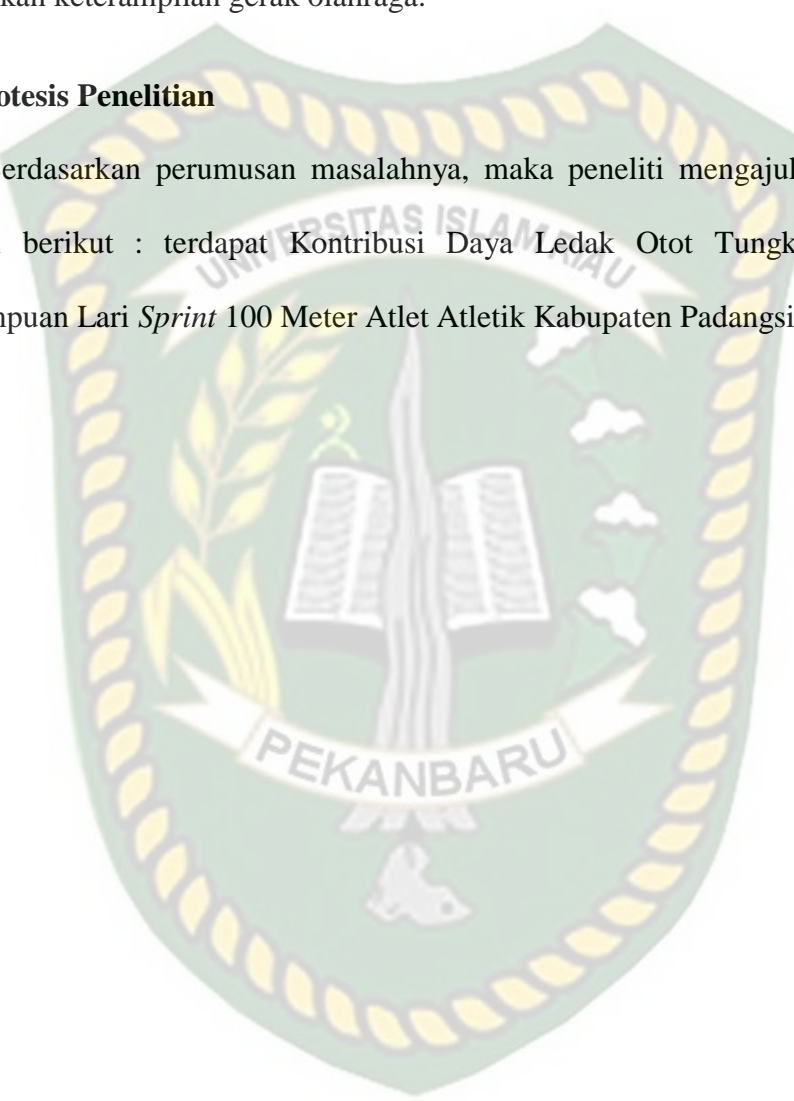 kan keterampilan gerak olahraga.
otesis Penelitian
erdasarkan perumusan masalahnya, maka peneliti mengajuk
berikut : terdapat Kontribusi Daya Ledak Otot Tungk
npuan Lari Sprint 100 Meter Atlet Atletik Kabupaten Padangsi
UNIVERSITAS ISLAM RIAU
PEKANBARU